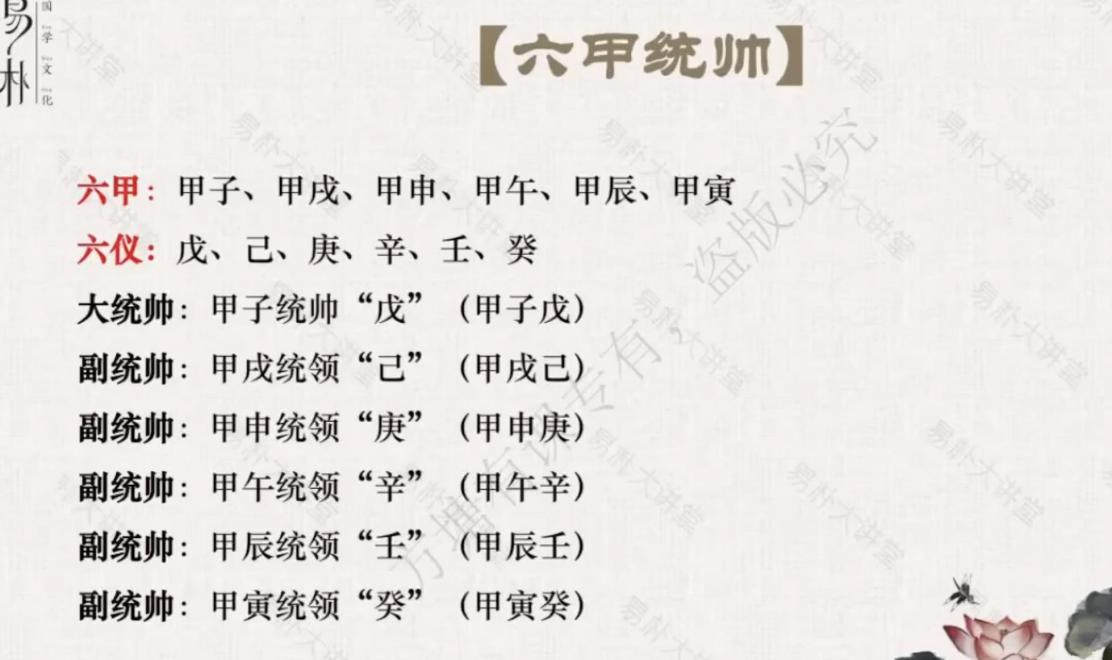 易朴
国学文化
【六甲统帅】
六甲：甲子、甲戌、甲申、甲午、甲辰、甲寅
六仪：戊、己、庚、辛、壬、癸
大统帅：甲子统帅“戊”（甲子戊）
副统帅：甲戌统领“己”（甲戌己）
副统帅：甲申统领“庚”（甲申庚）
副统帅：甲午统领“辛”（甲午辛）
副统帅：甲辰统领“壬”（甲辰壬）
副统帅：甲寅统领“癸”（甲寅癸）
易朴大讲堂
课专有，盗版必究